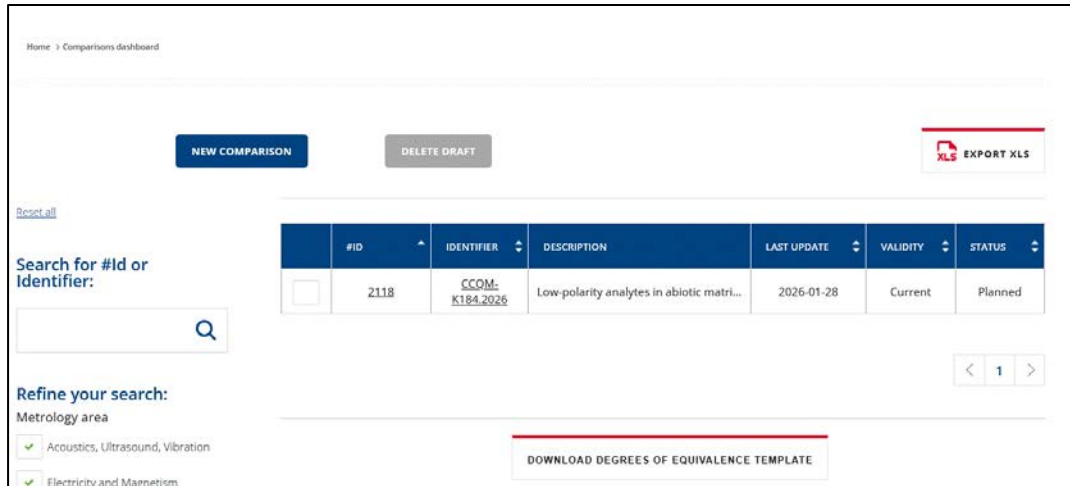 Home > Comparisons dashboard
NEW COMPARISON
DELETE DRAFT
XLS EXPORT XLS
Reset all
Search for #Id or
Identifier:
#ID IDENTIFIER DESCRIPTION LAST UPDATE VALIDITY STATUS
2118 CCQM-
K184.2026 Low-polarity analytes in abiotic matri... 2026-01-28 Current Planned
< 1 >
Refine your search:
Metrology area
Acoustics, Ultrasound, Vibration
Electricity and Magnetism
DOWNLOAD DEGREES OF EQUIVALENCE TEMPLATE